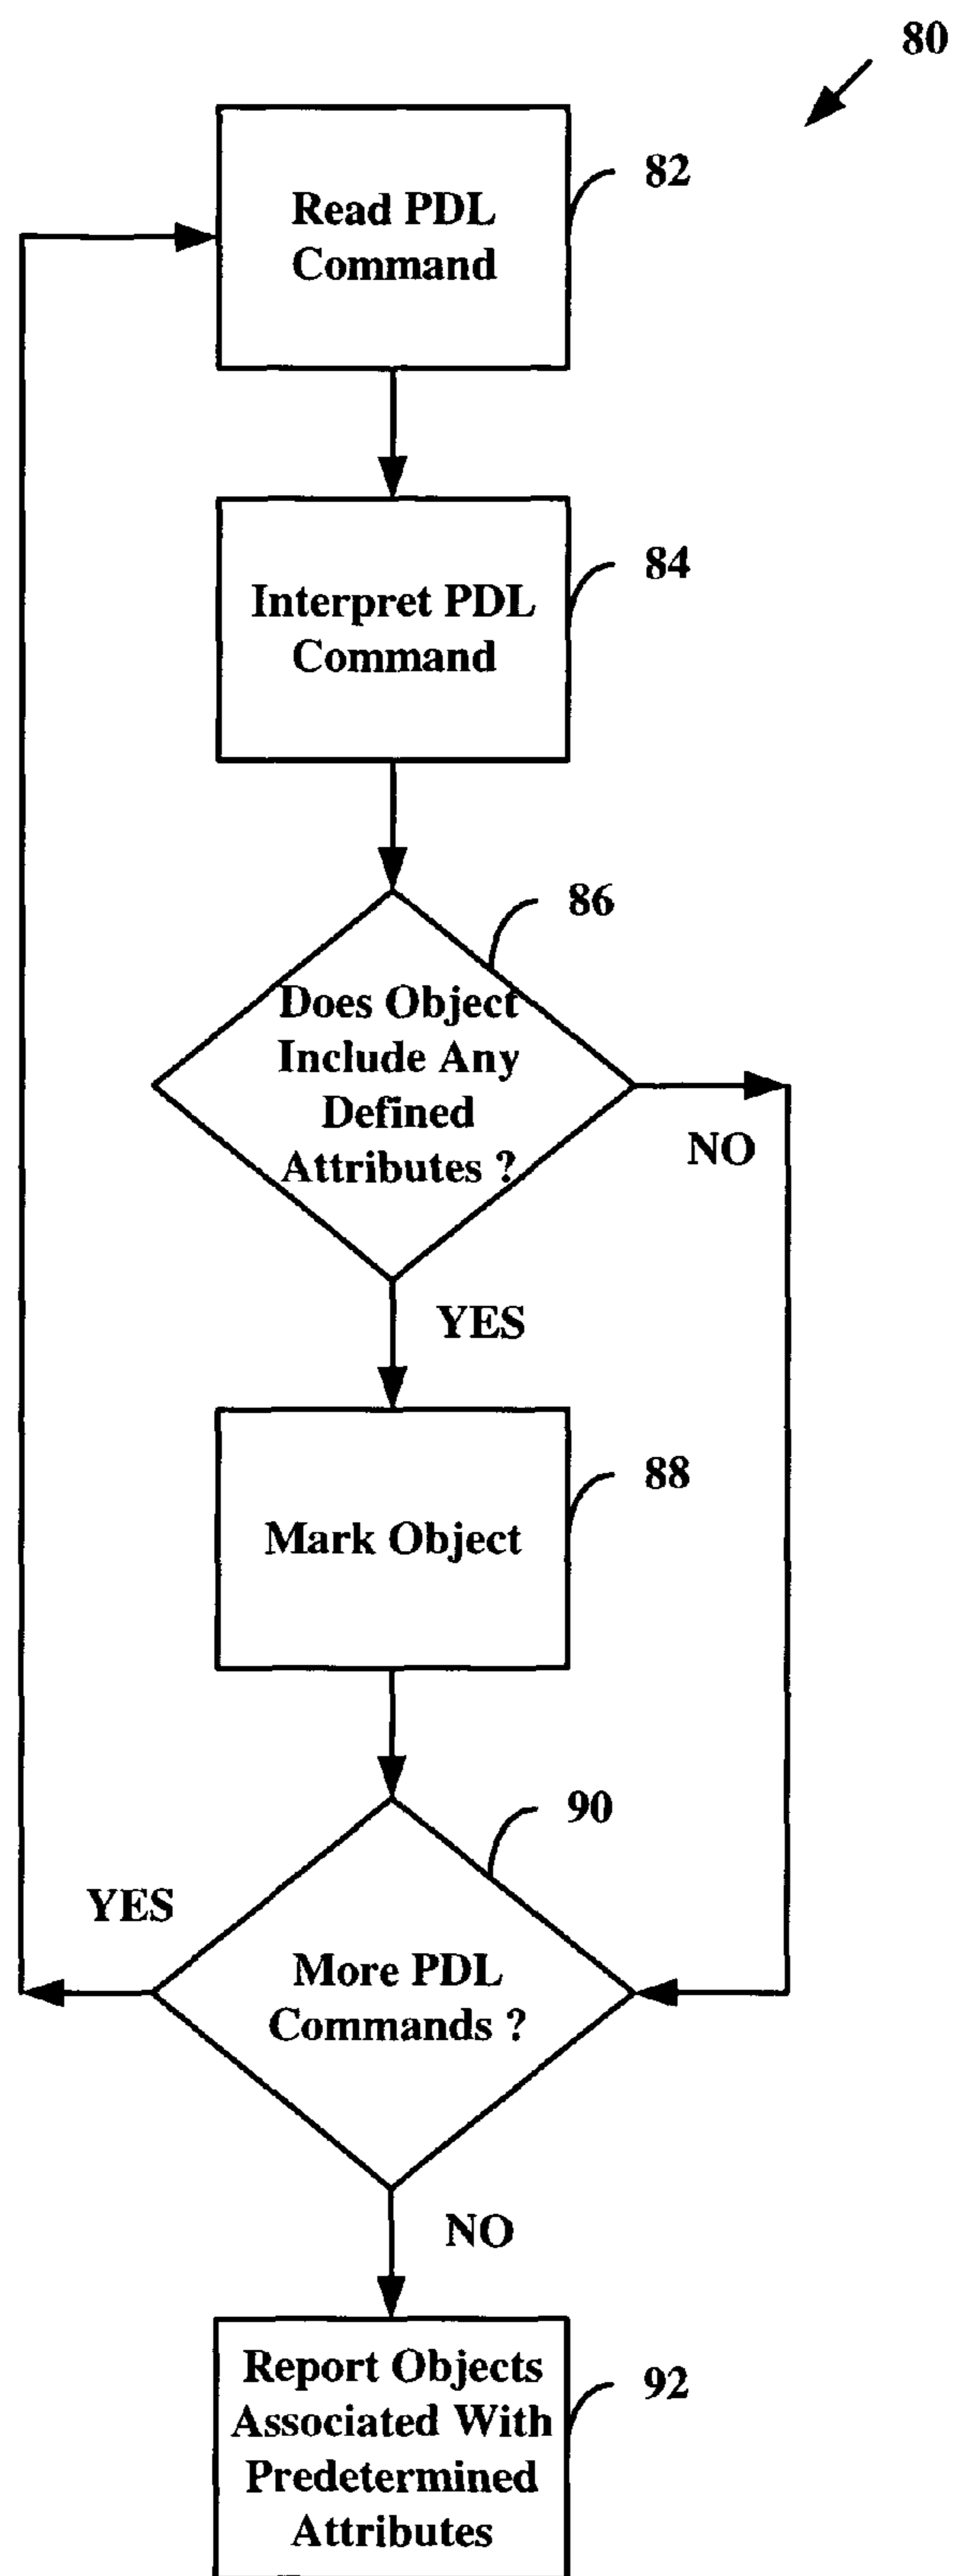 80
82
Read PDL
Command
84
Interpret PDL
Command
86
Does Object
Include Any
Defined
Attributes ?
NO
YES
88
Mark Object
90
YES
More PDL
Commands ?
NO
92
Report Objects
Associated With
Predetermined
Attributes